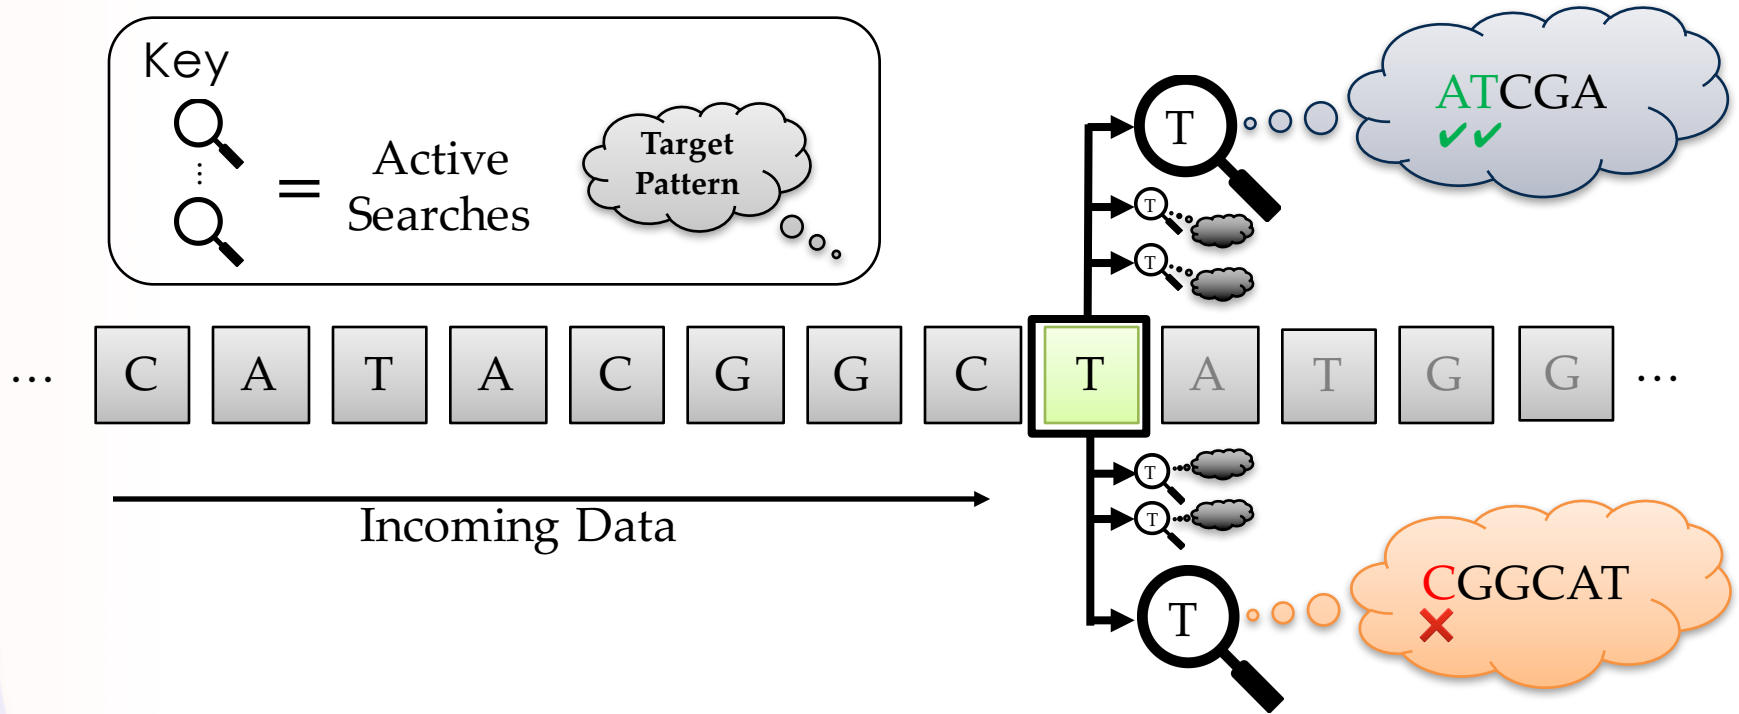 Key
Active
Searches
=
Target
Pattern
T
ATCGA
✔✔
T
T
... C A T A C G G C T A T G G ...
T
T
Incoming Data
T
CGGCAT
✖